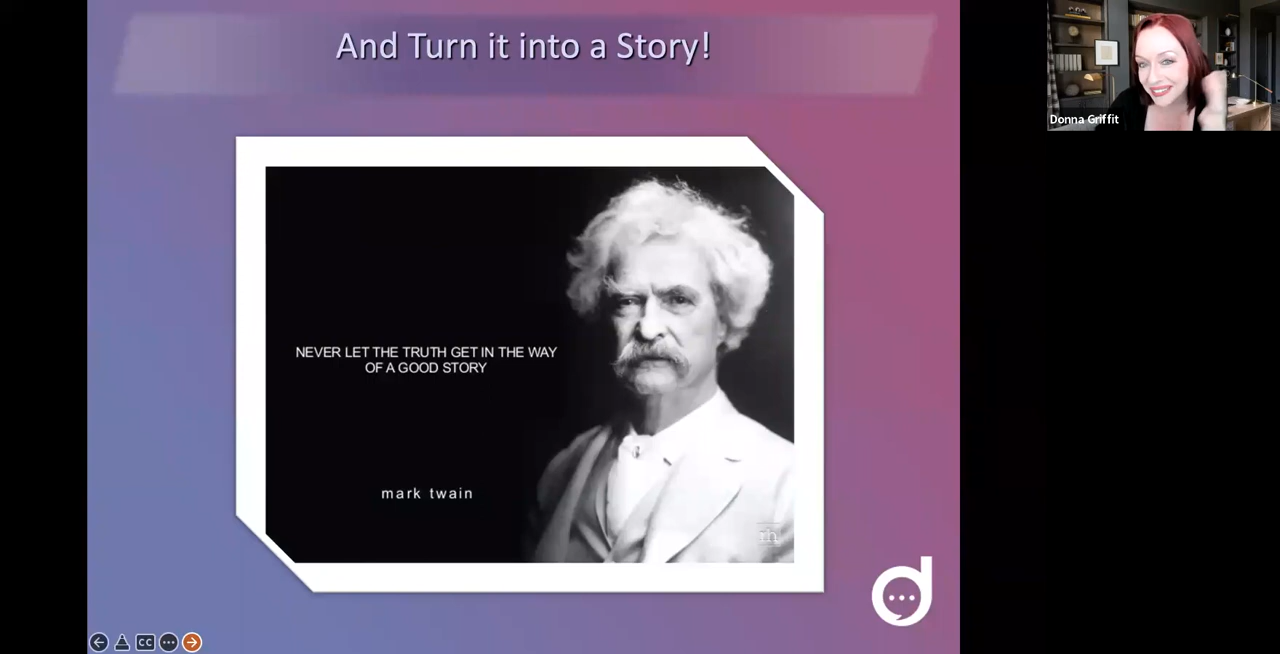 And Turn it into a Story!
Donna Griffit
NEVER LET THE TRUTH GET IN THE WAY
OF A GOOD STORY
mark twain
rh
d
CC